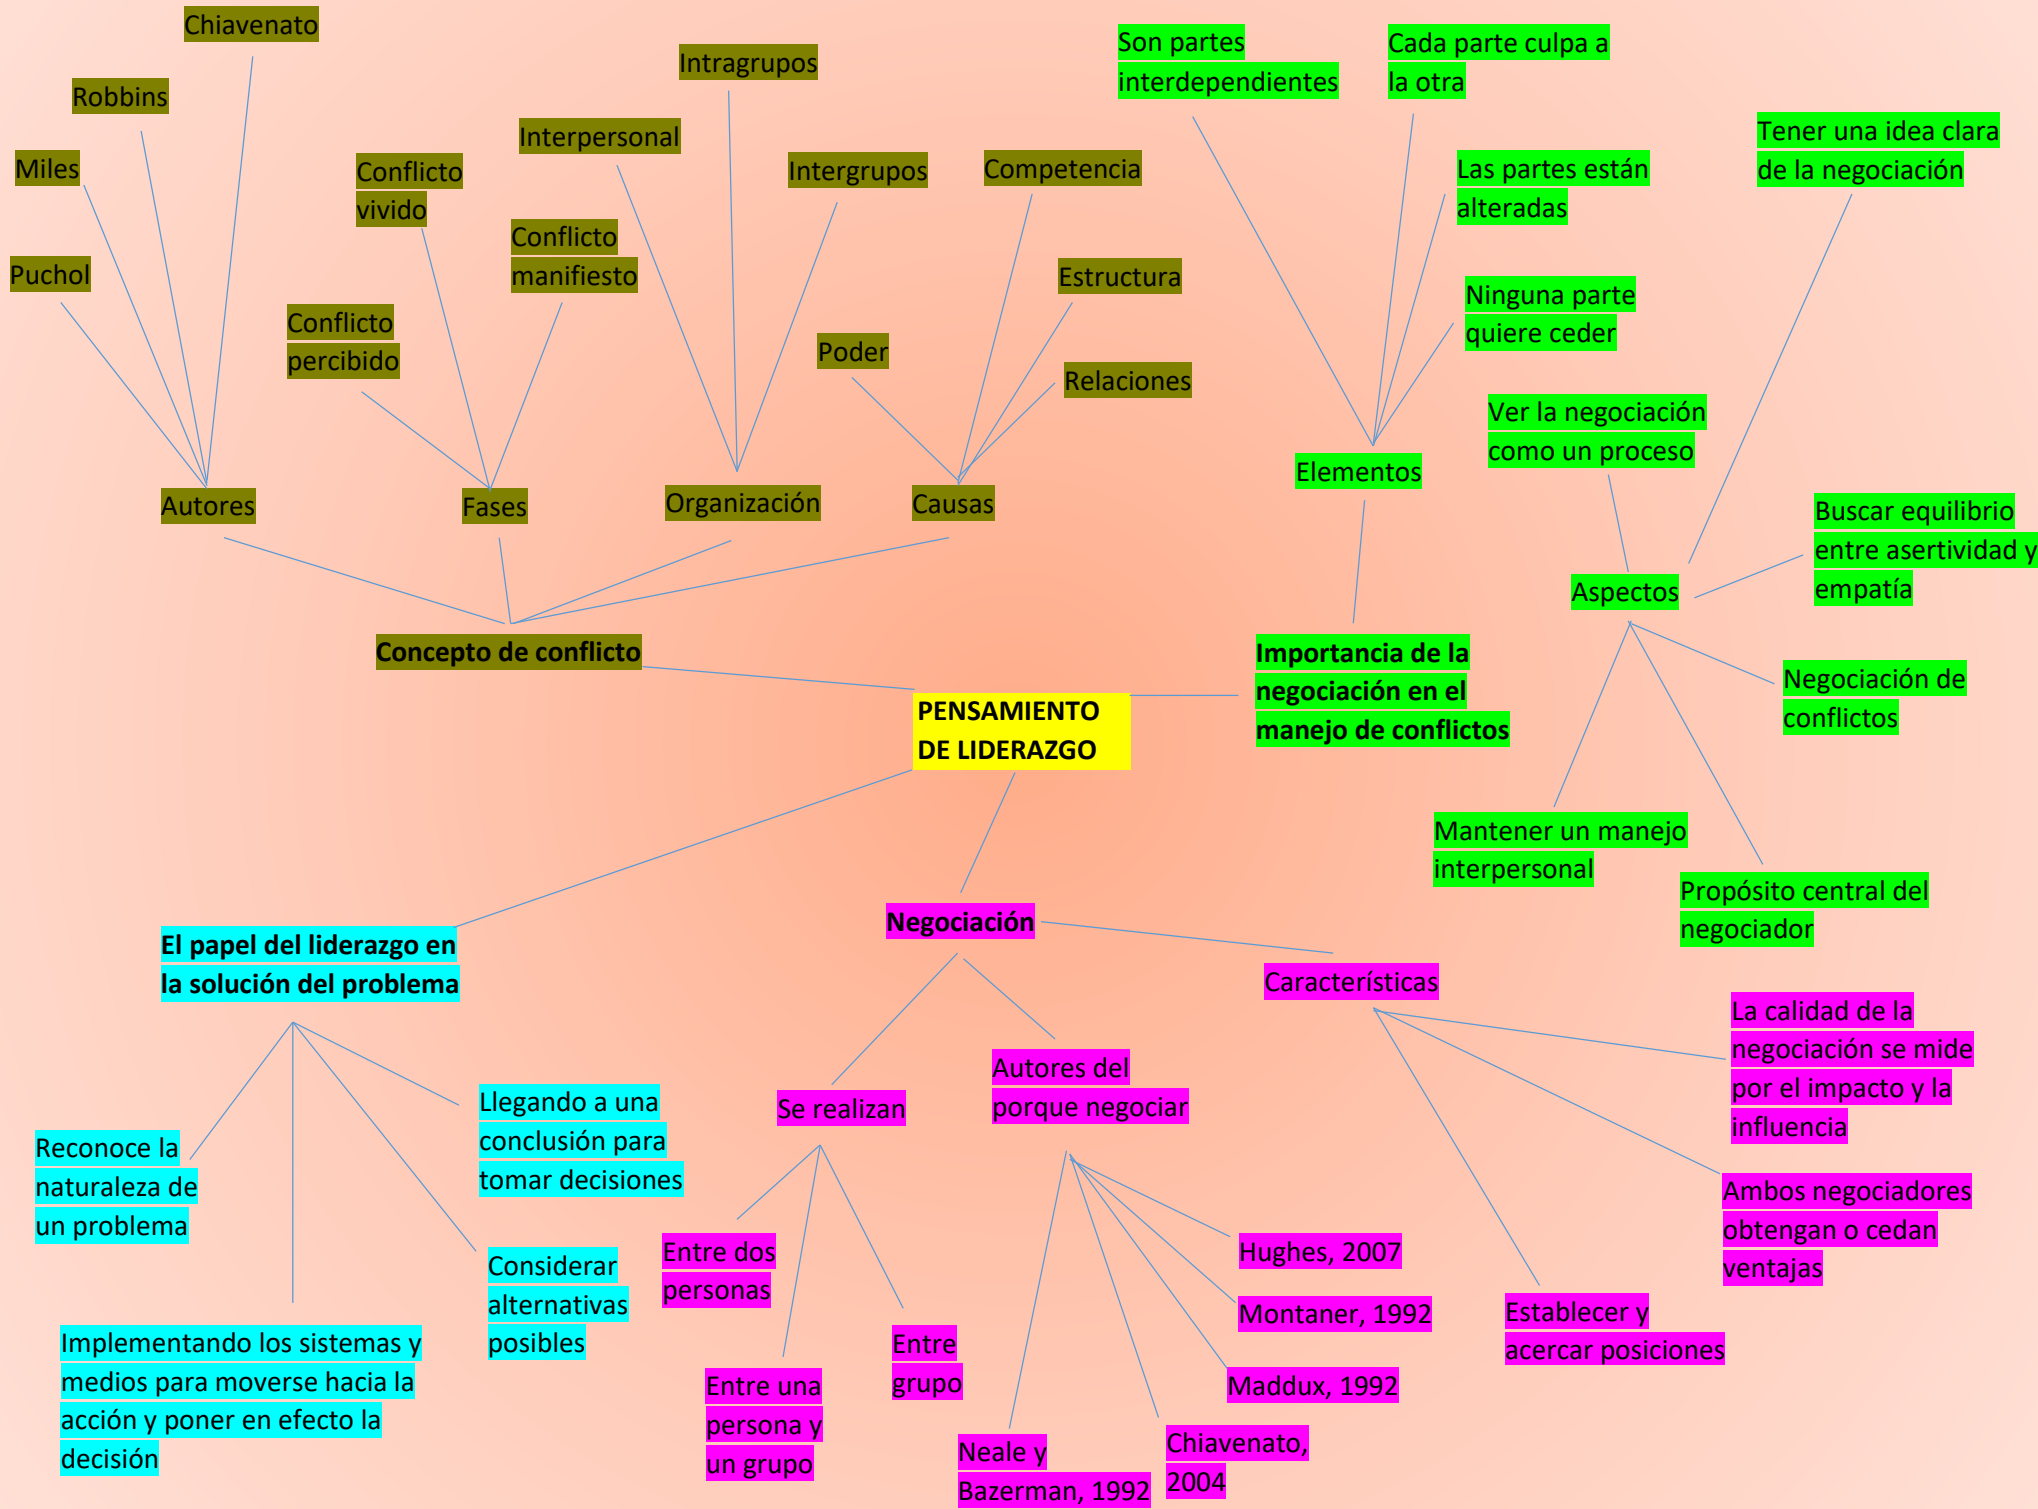 Chiavenato
Robbins
Miles
Puchol
Autores
Conflicto
vivido
Conflicto
manifiesto
Conflicto
percibido
Fases
Intragrupos
Interpersonal
Intergrupos
Organización
Competencia
Estructura
Poder
Relaciones
Causas
Concepto de conflicto
Son partes
interdependientes
Cada parte culpa a
la otra
Las partes están
alteradas
Ninguna parte
quiere ceder
Elementos
Tener una idea clara
de la negociación
Ver la negociación
como un proceso
Buscar equilibrio
entre asertividad y
empatía
Aspectos
Negociación de
conflictos
Mantener un manejo
interpersonal
Propósito central del
negociador
Importancia de la
negociación en el
manejo de conflictos
PENSAMIENTO
DE LIDERAZGO
El papel del liderazgo en
la solución del problema
Reconoce la
naturaleza de
un problema
Implementando los sistemas y
medios para moverse hacia la
acción y poner en efecto la
decisión
Llegando a una
conclusión para
tomar decisiones
Considerar
alternativas
posibles
Negociación
Se realizan
Entre dos
personas
Entre una
persona y
un grupo
Entre
grupo
Autores del
porque negociar
Hughes, 2007
Montaner, 1992
Maddux, 1992
Chiavenato,
2004
Neale y
Bazerman, 1992
Características
La calidad de la
negociación se mide
por el impacto y la
influencia
Ambos negociadores
obtengan o cedan
ventajas
Establecer y
acercar posiciones